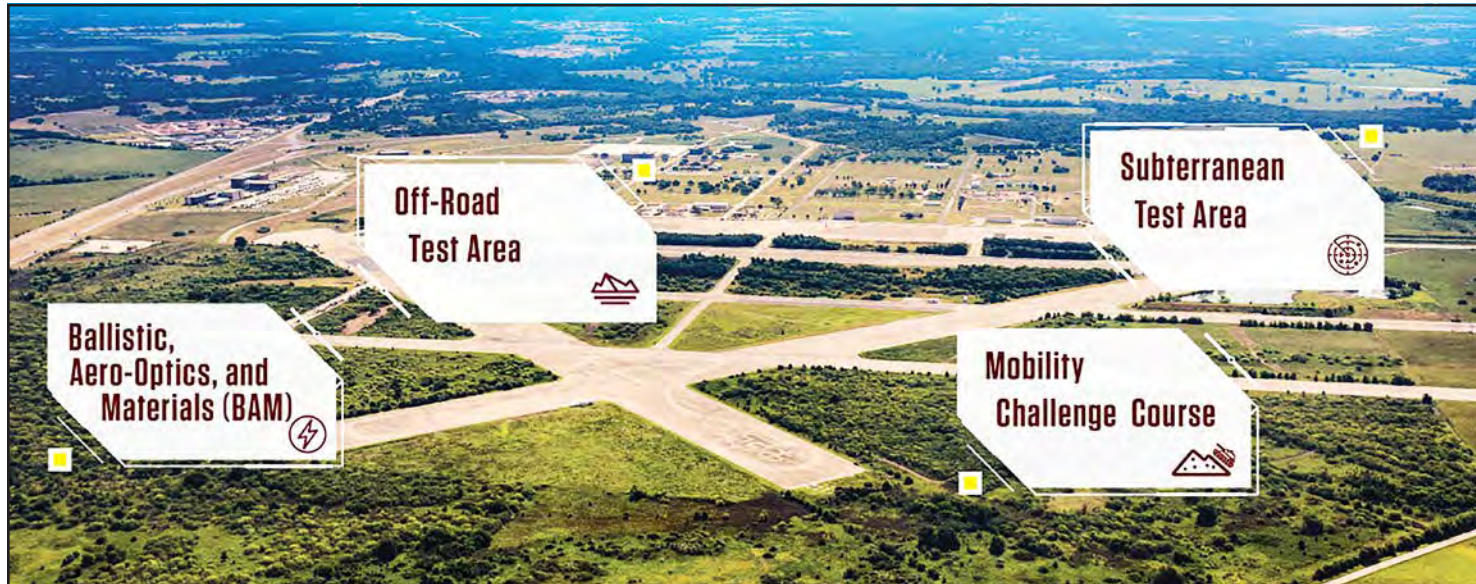 Off-Road
Test Area
Subterranean
Test Area
Ballistic,
Aero-Optics, and
Materials (BAM)
Mobility
Challenge Course